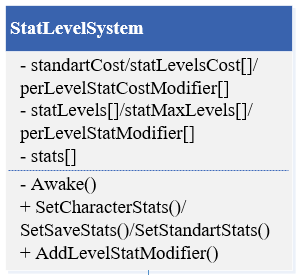 StatLevelSystem
- standartCost/statLevelsCost[]/
perLevelStatCostModifier[]
- statLevels[]/statMaxLevels[]/
perLevelStatModifier[]
- stats[]
- Awake()
+ SetCharacterStats()/
SetSaveStats()/SetStandartStats()
+ AddLevelStatModifier()